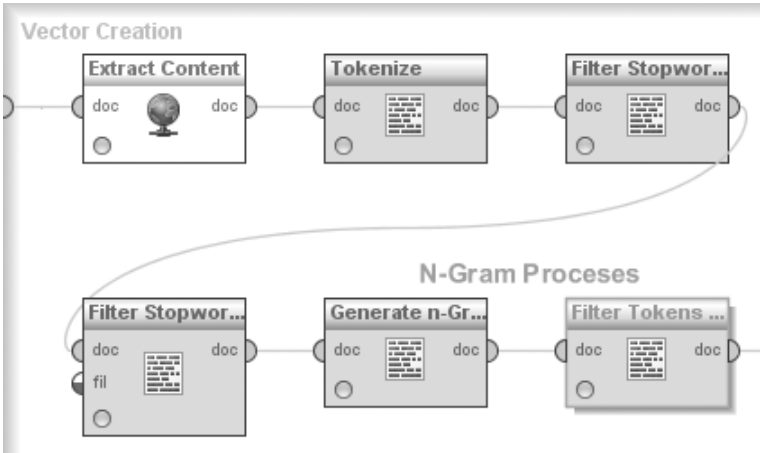 Vector Creation
Extract Content
doc doc
Tokenize
doc doc
Filter Stopwor...
doc doc
N-Gram Proceses
Filter Stopwor...
doc doc
fil
Generate n-Gr...
doc doc
Filter Tokens ...
doc doc